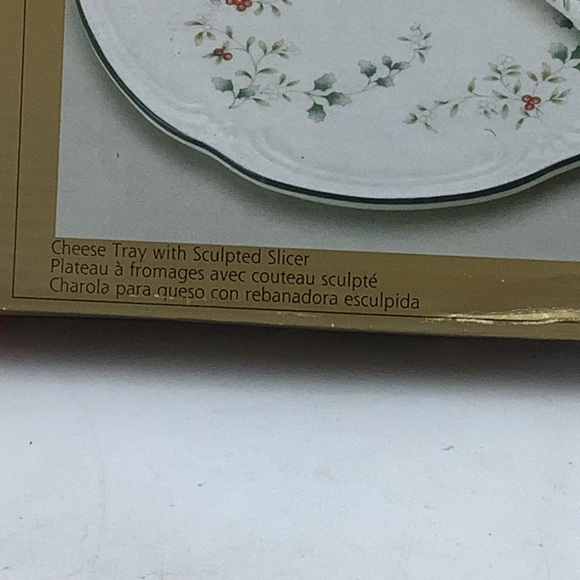 Cheese Tray with Sculpted Slicer
Plateau à fromages avec couteau sculpté
Charola para queso con rebanadora esculpida